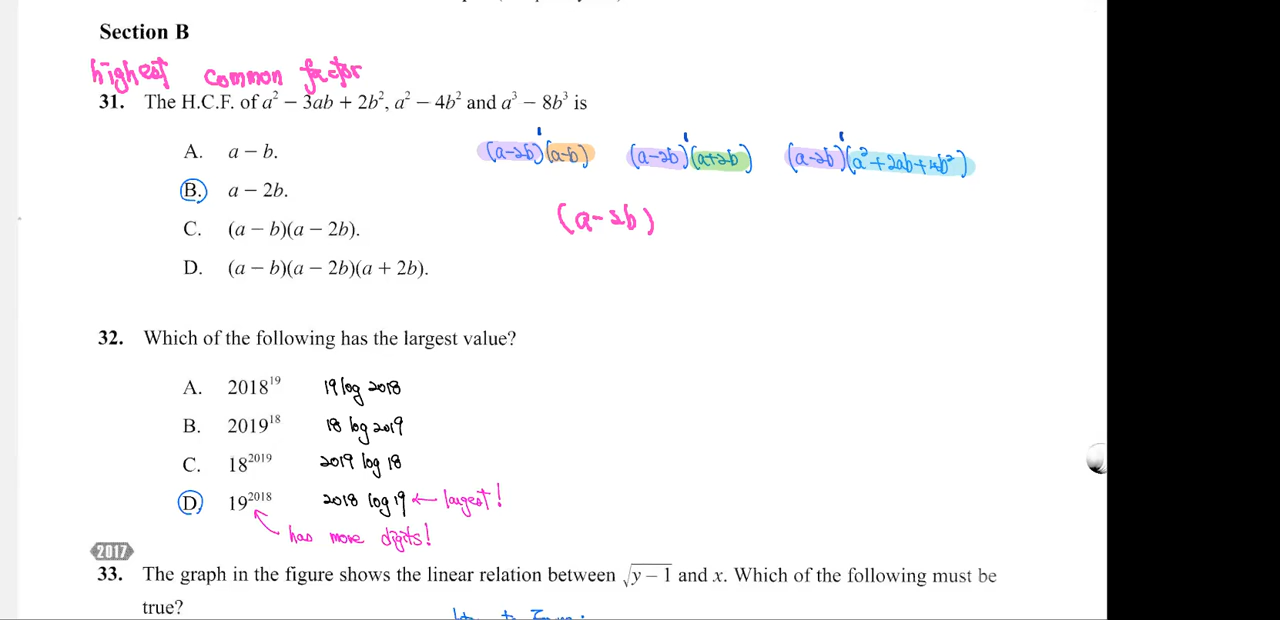 Section B
highest common factor
31. The H.C.F. of a² − 3ab + 2b², a² − 4b² and a³ − 8b³ is
A. a − b.
(a-2b)¹(a-b) (a-2b)¹(a+2b) (a-2b)¹(a²+2ab+4b²)
B. a − 2b.
(a-2b)
C. (a − b)(a − 2b).
D. (a − b)(a − 2b)(a + 2b).
32. Which of the following has the largest value?
A. 2018¹⁹ 19 log 2018
B. 2019¹⁸ 18 log 2019
C. 18²⁰¹⁹ 2019 log 18
D. 19²⁰¹⁸ 2018 log 19 ← largest!
has more digits!
2017
33. The graph in the figure shows the linear relation between √(y − 1) and x. Which of the following must be
true?